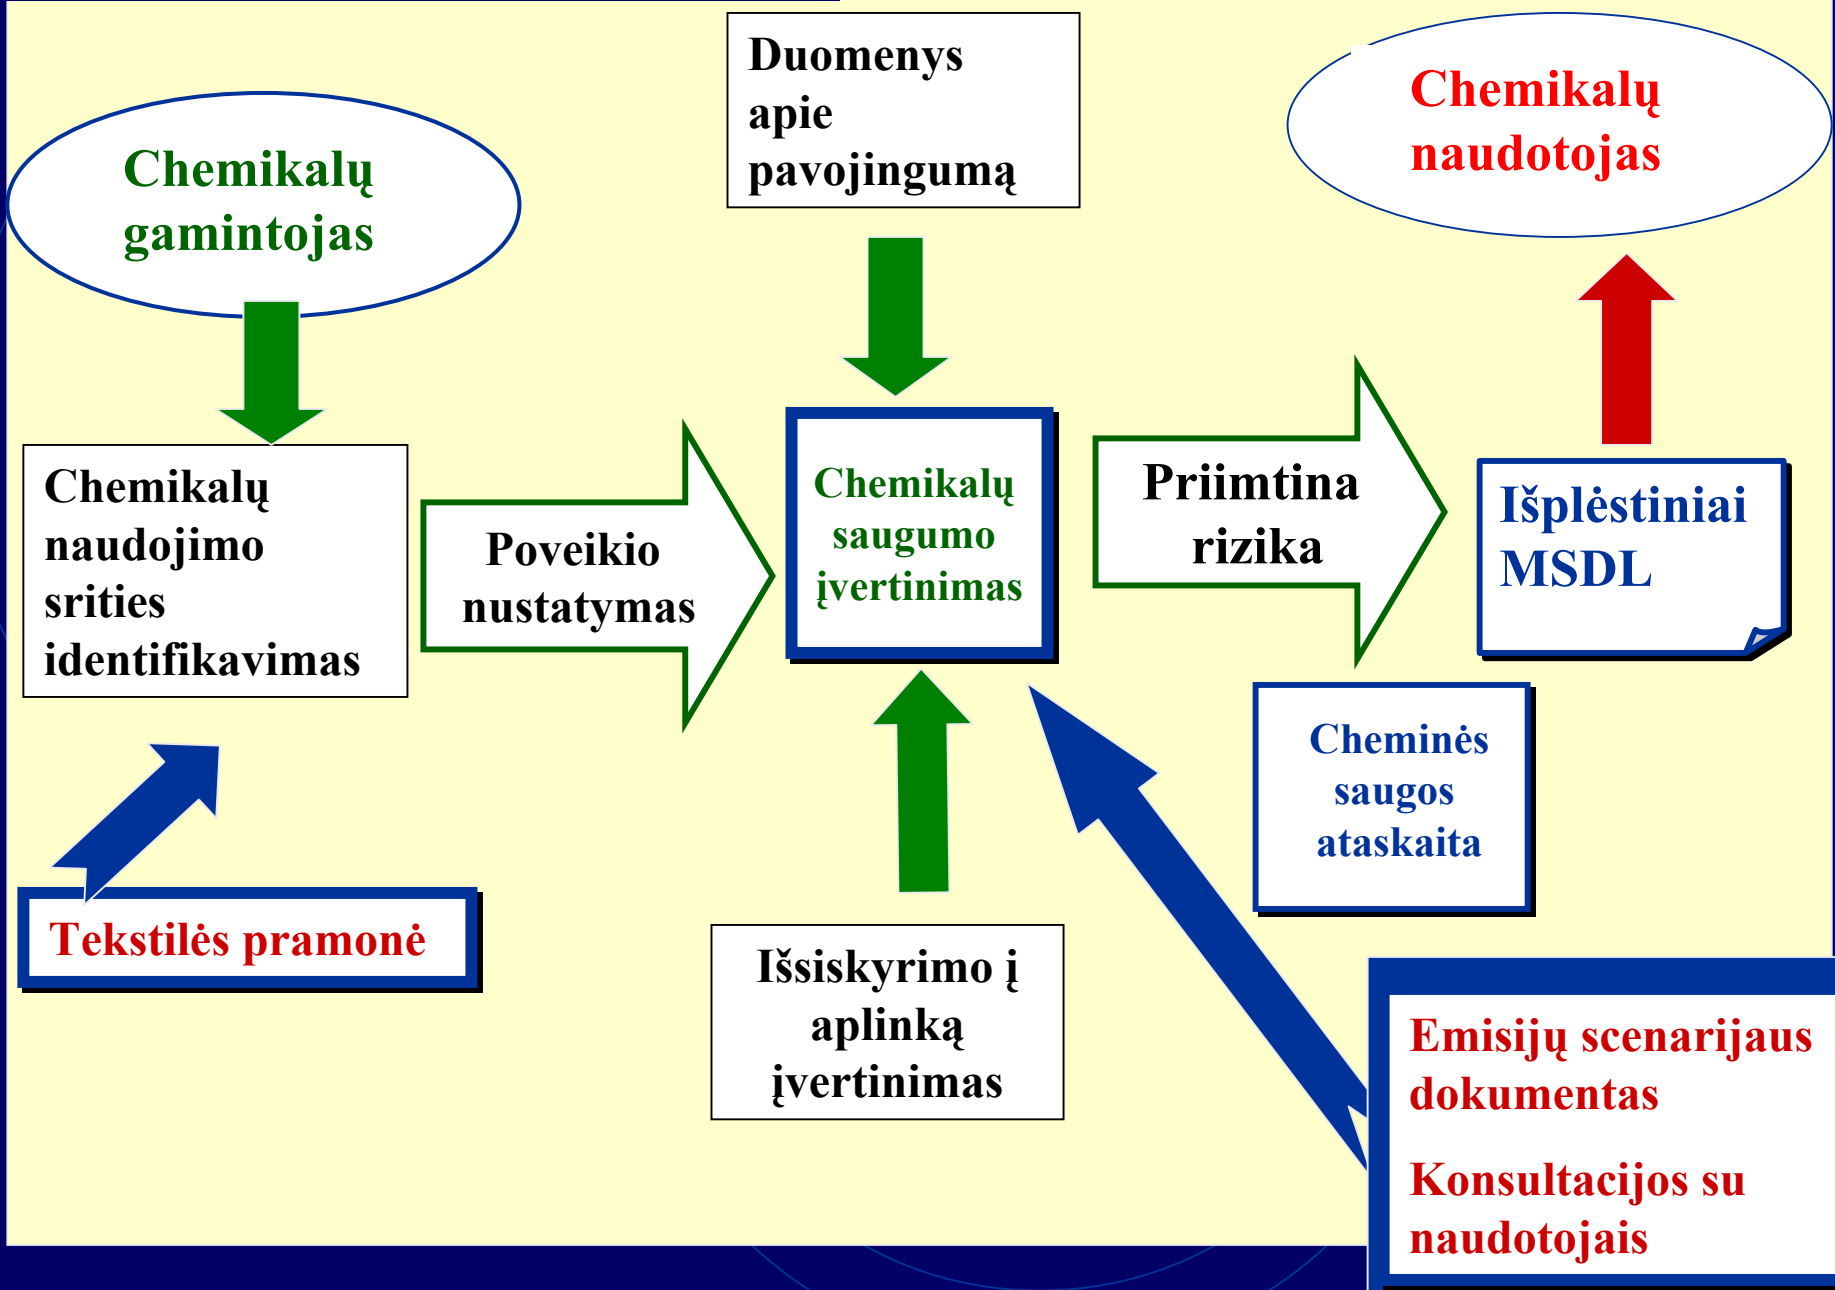 Duomenys
apie
pavojingumą
Chemikalų
naudotojas
Chemikalų
gamintojas
Chemikalų
naudojimo
srities
identifikavimas
Poveikio
nustatymas
Chemikalų
saugumo
įvertinimas
Priimtina
rizika
Išplėstiniai
MSDL
Cheminės
saugos
ataskaita
Tekstilės pramonė
Išsiskyrimo į
aplinką
įvertinimas
Emisijų scenarijaus
dokumentas
Konsultacijos su
naudotojais